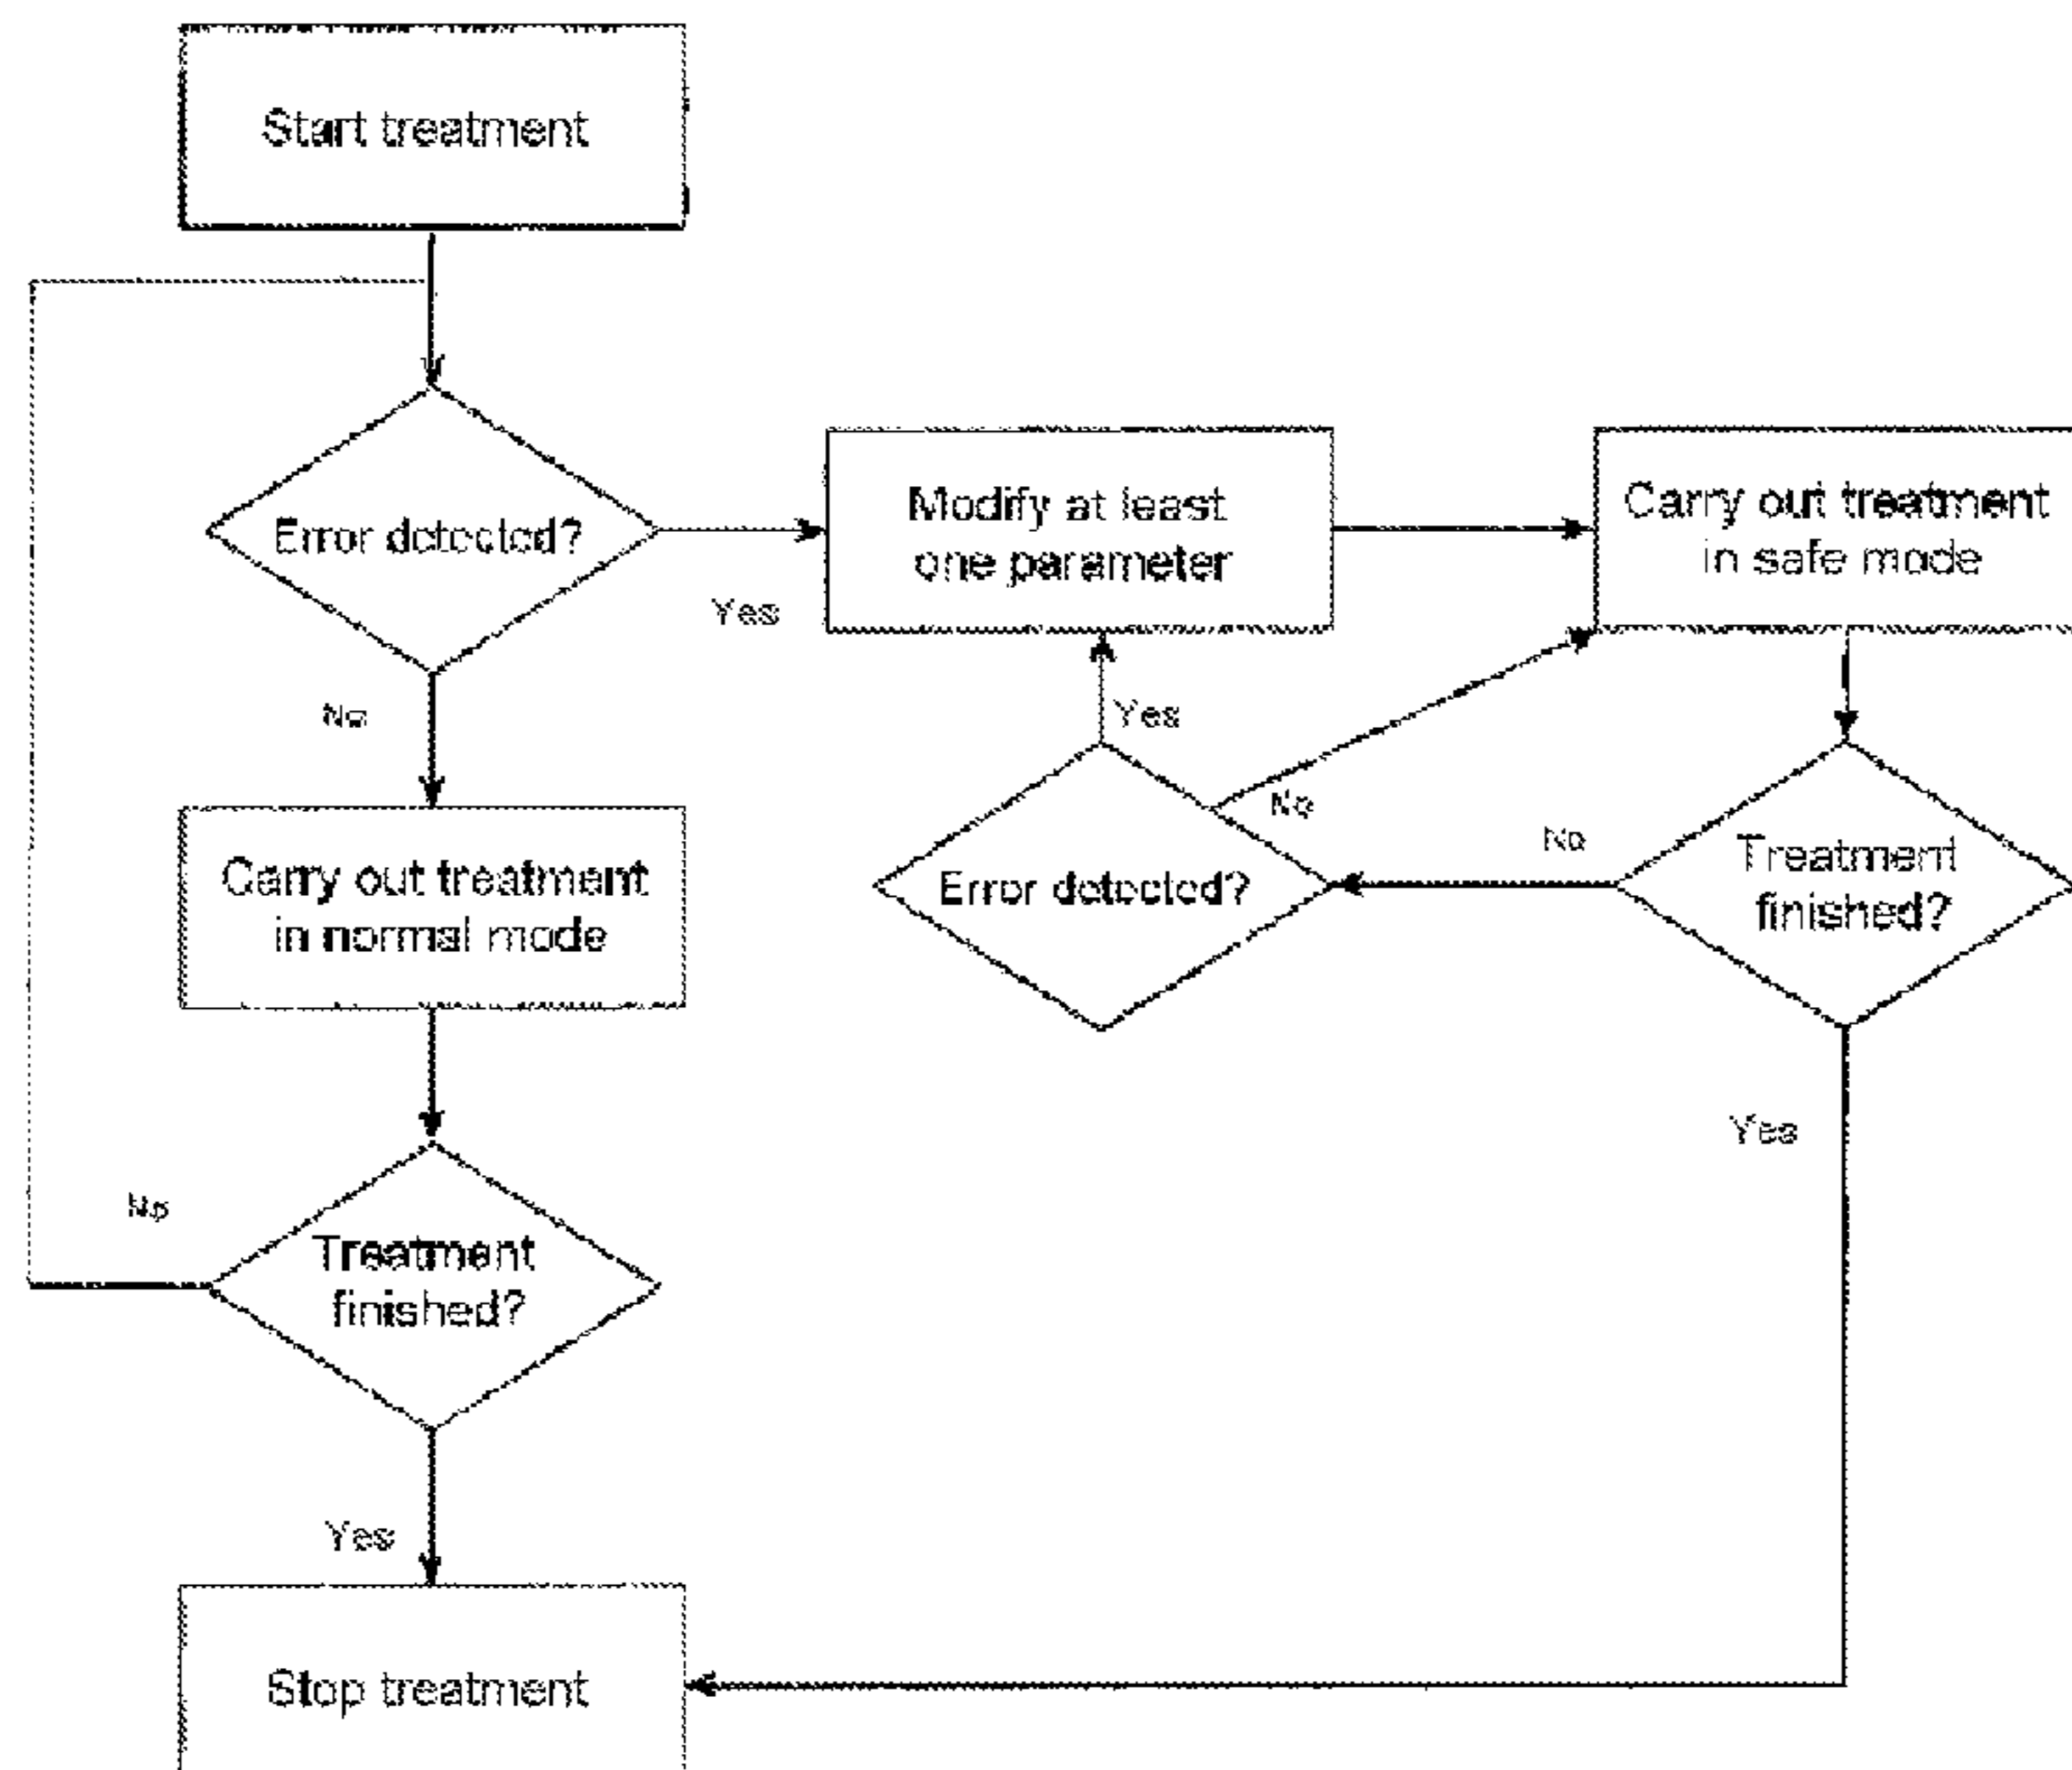 Start treatment
Error detected?
Yes
No
Modify at least
one parameter
Carry out treatment
in safe mode
Yes
No
Error detected?
No
Treatment
finished?
Yes
Carry out treatment
in normal mode
No
Treatment
finished?
Yes
Stop treatment